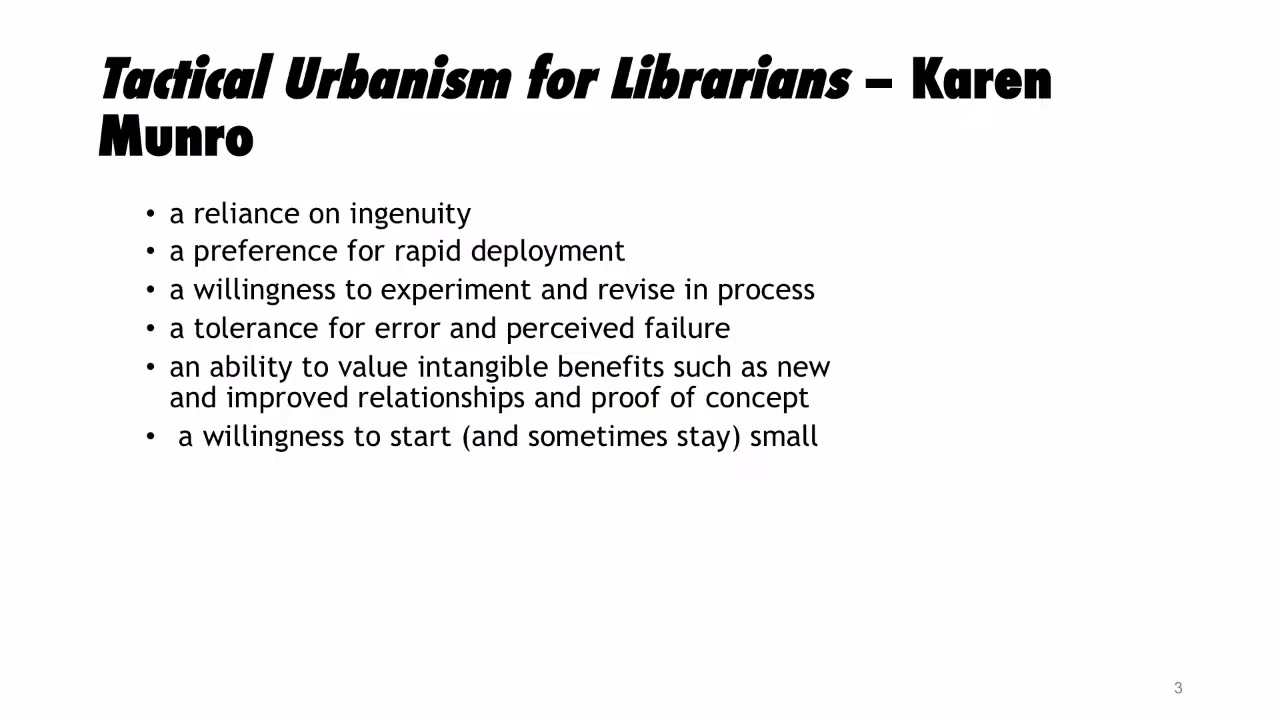 Tactical Urbanism for Librarians – Karen
Munro
• a reliance on ingenuity
• a preference for rapid deployment
• a willingness to experiment and revise in process
• a tolerance for error and perceived failure
• an ability to value intangible benefits such as new
and improved relationships and proof of concept
• a willingness to start (and sometimes stay) small
3